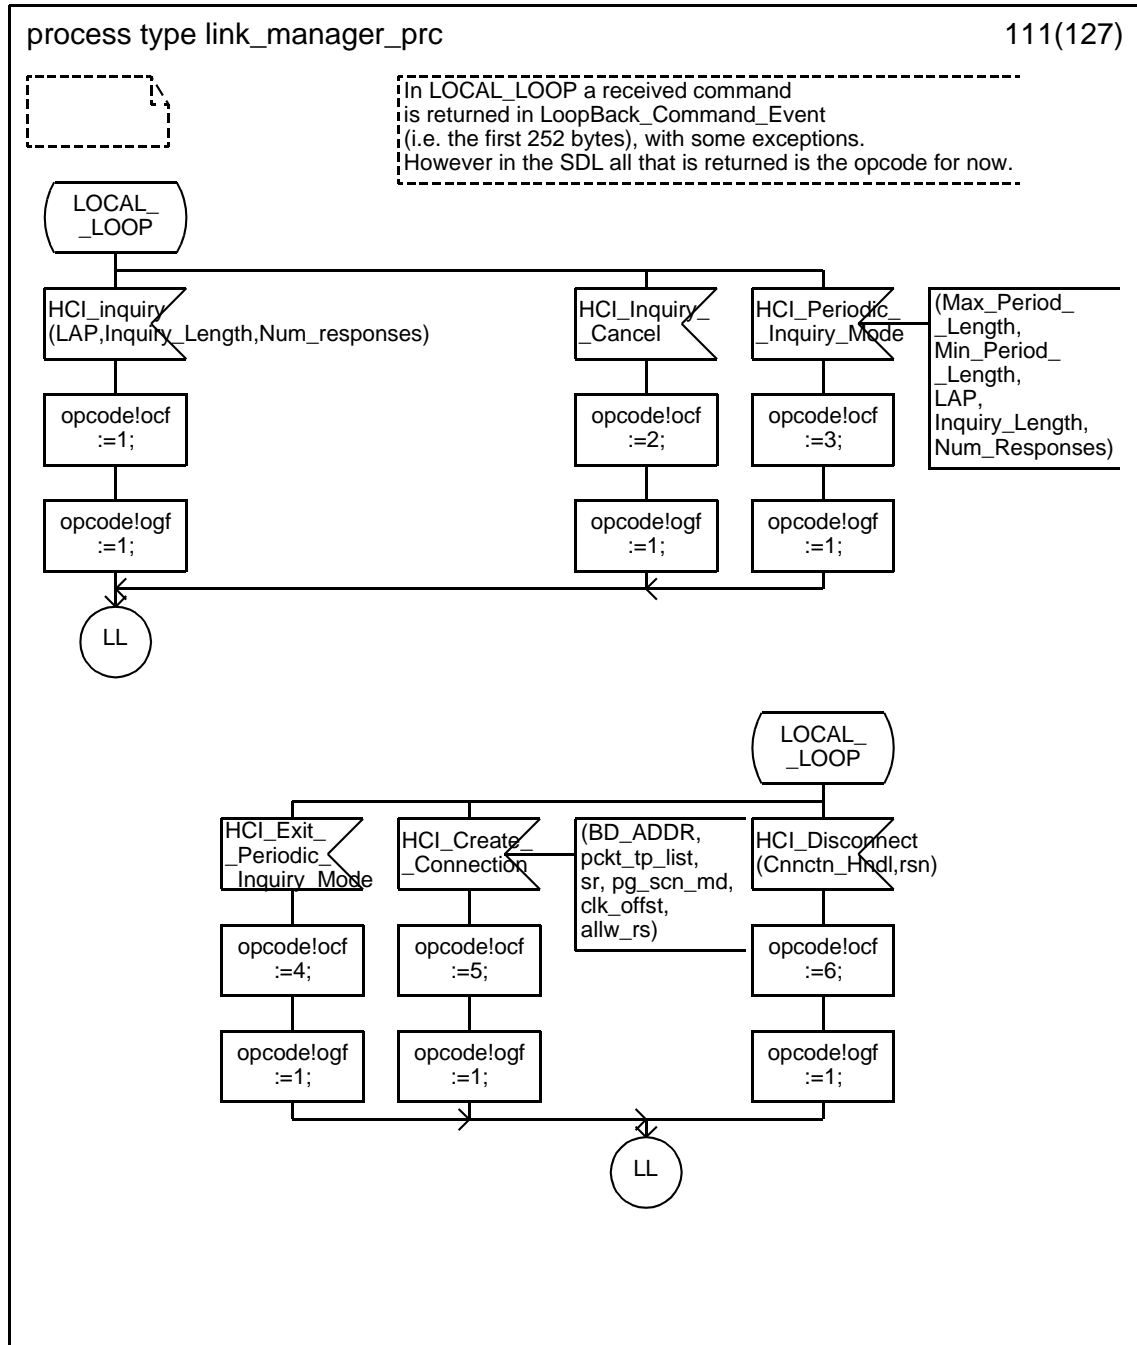 process type link_manager_prc
111(127)
In LOCAL_LOOP a received command
is returned in LoopBack_Command_Event
(i.e. the first 252 bytes), with some exceptions.
However in the SDL all that is returned is the opcode for now.
LOCAL_
_LOOP
HCI_inquiry
(LAP,Inquiry_Length,Num_responses)
HCI_Inquiry_
_Cancel
HCI_Periodic_
_Inquiry_Mode
(Max_Period_
_Length,
Min_Period_
_Length,
LAP,
Inquiry_Length,
Num_Responses)
opcode!ocf
:=1;
opcode!ocf
:=2;
opcode!ocf
:=3;
opcode!ogf
:=1;
opcode!ogf
:=1;
opcode!ogf
:=1;
LL
LOCAL_
_LOOP
HCI_Exit_
_Periodic_
_Inquiry_Mode
HCI_Create_
_Connection
(BD_ADDR,
pckt_tp_list,
sr, pg_scn_md,
clk_offst,
allw_rs)
HCI_Disconnect
(Cnnctn_Hndl,rsn)
opcode!ocf
:=4;
opcode!ocf
:=5;
opcode!ocf
:=6;
opcode!ogf
:=1;
opcode!ogf
:=1;
opcode!ogf
:=1;
LL